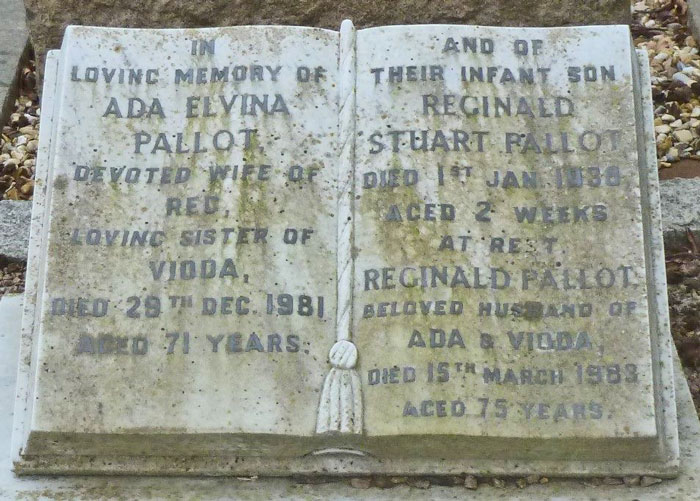 IN
LOVING MEMORY OF
ADA ELVINA
PALLOT.
DEVOTED WIFE OF
REG,
LOVING SISTER OF
VIDDA,
DIED 29TH DEC. 1981
AGED 71 YEARS.
AND OF
THEIR INFANT SON
REGINALD
STUART PALLOT
DIED 1ST JAN. 1938,
AGED 2 WEEKS
AT REST.
REGINALD PALLOT.
BELOVED HUSBAND OF
ADA & VIDDA,
DIED 15TH MARCH 1983
AGED 75 YEARS.